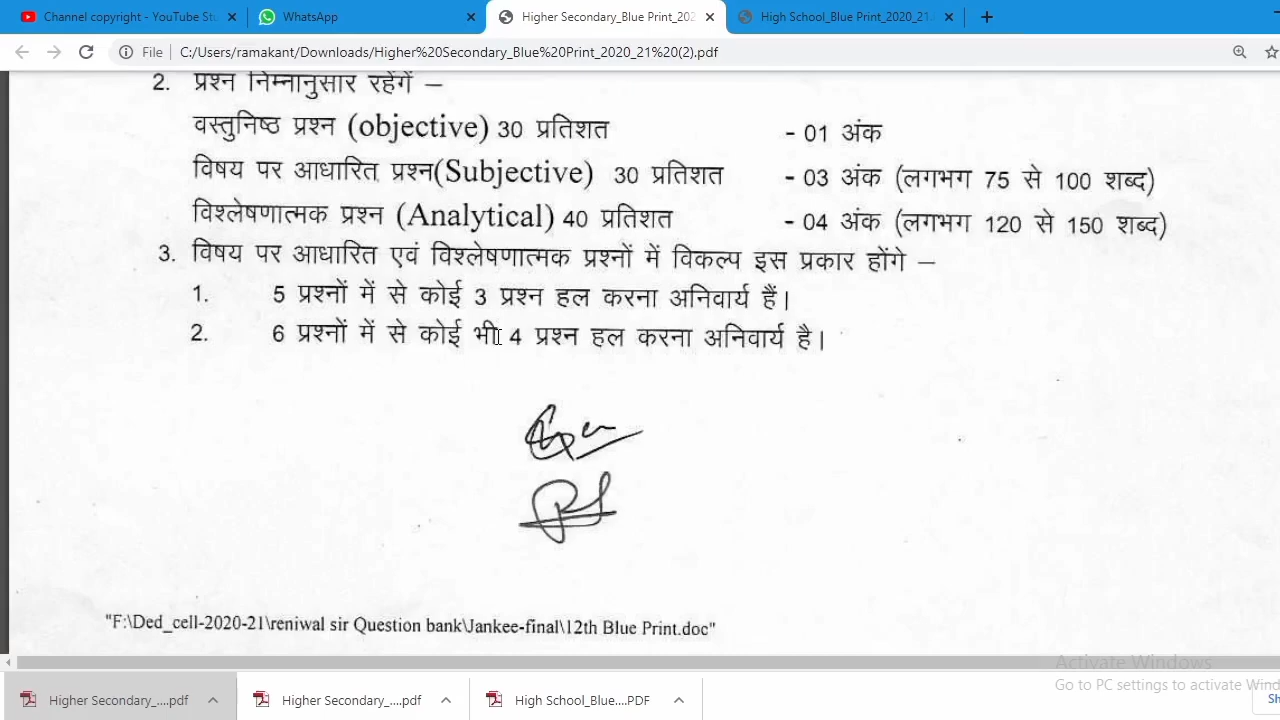 Channel copyright - YouTube Stu
WhatsApp
Higher Secondary_Blue Print_202
High School_Blue Print_2020_21.
File
C:/Users/ramakant/Downloads/Higher%20Secondary_Blue%20Print_2020_21%20(2).pdf
2. प्रश्न निम्नानुसार रहेगें –
वस्तुनिष्ठ प्रश्न (objective) 30 प्रतिशत - 01 अंक
विषय पर आधारित प्रश्न(Subjective) 30 प्रतिशत - 03 अंक (लगभग 75 से 100 शब्द)
विश्लेषणात्मक प्रश्न (Analytical) 40 प्रतिशत - 04 अंक (लगभग 120 से 150 शब्द)
3. विषय पर आधारित एवं विश्लेषणात्मक प्रश्नों में विकल्प इस प्रकार होंगे –
1. 5 प्रश्नों में से कोई 3 प्रश्न हल करना अनिवार्य हैं।
2. 6 प्रश्नों में से कोई भी 4 प्रश्न हल करना अनिवार्य है।
"F:\Ded_cell-2020-21\reniwal sir Question bank\Jankee-final\12th Blue Print.doc"
Activate Windows
Go to PC settings to activate Wind
Higher Secondary_....pdf
Higher Secondary_....pdf
High School_Blue....PDF
Sh